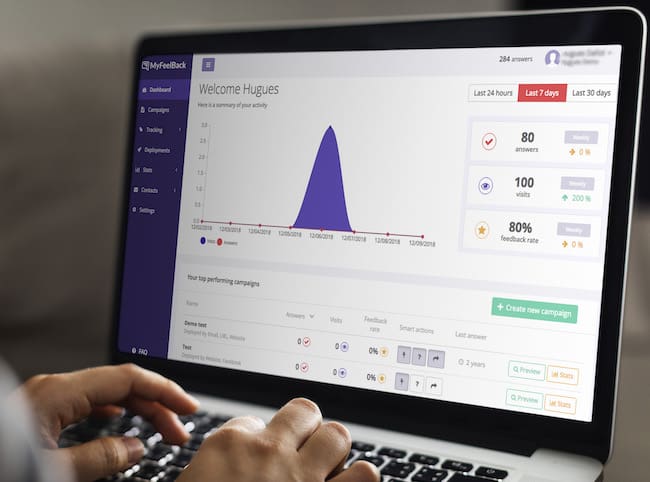 MyFeelBack
284 answers
Dashboard
Campaigns
Tracking
Deployments
Stats
Contacts
Settings
FAQ
Welcome Hugues
Here is a summary of your activity
Last 24 hours Last 7 days Last 30 days
3.0
2.5
2.0
1.5
1.0
0.5
0.0
12/02/2018 12/03/2018 12/04/2018 12/05/2018 12/06/2018 12/07/2018 12/08/2018 12/09/2018
Visits Answers
80
answers
Weekly
0 %
100
visits
Weekly
200 %
80%
feedback rate
Weekly
0 %
Your top performing campaigns
+ Create new campaign
Name Answers Visits Feedback rate Smart actions Last answer
Demo test
Deployed by Email, URL, Website
0 0 0% ? 2 years Preview Stats
Test
Deployed by Website, Facebook
0 0 0% ? Preview Stats